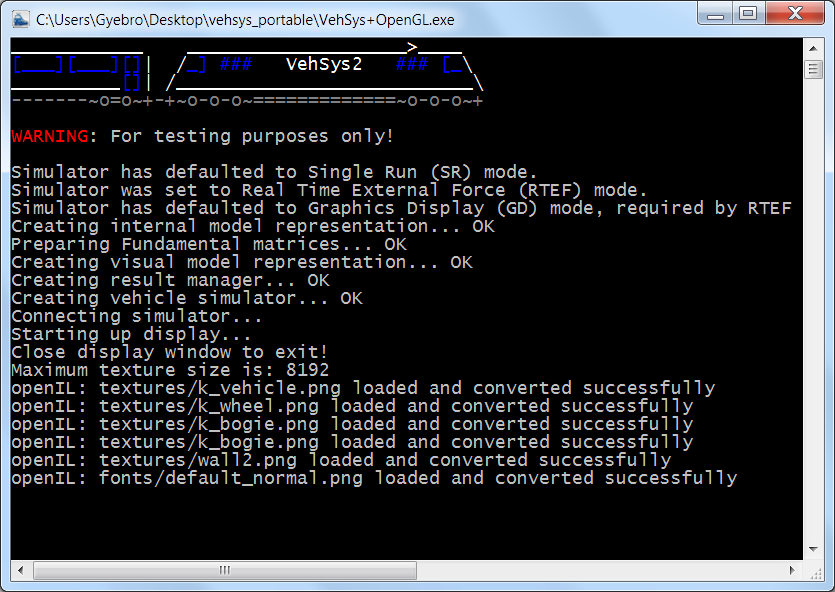 C:\Users\Gyebro\Desktop\vehsys_portable\VehSys+OpenGL.exe
____________     ____________________>____
[___][___][]|  /_] ###   VehSys2   ### [_\
__________[]| /___________________________\
-------~o=o~+-+~o-o-o~=============~o-o-o~+
WARNING: For testing purposes only!
Simulator has defaulted to Single Run (SR) mode.
Simulator was set to Real Time External Force (RTEF) mode.
Simulator has defaulted to Graphics Display (GD) mode, required by RTEF
Creating internal model representation... OK
Preparing Fundamental matrices... OK
Creating visual model representation... OK
Creating result manager... OK
Creating vehicle simulator... OK
Connecting simulator...
Starting up display...
Close display window to exit!
Maximum texture size is: 8192
openIL: textures/k_vehicle.png loaded and converted successfully
openIL: textures/k_wheel.png loaded and converted successfully
openIL: textures/k_bogie.png loaded and converted successfully
openIL: textures/k_bogie.png loaded and converted successfully
openIL: textures/wall2.png loaded and converted successfully
openIL: fonts/default_normal.png loaded and converted successfully